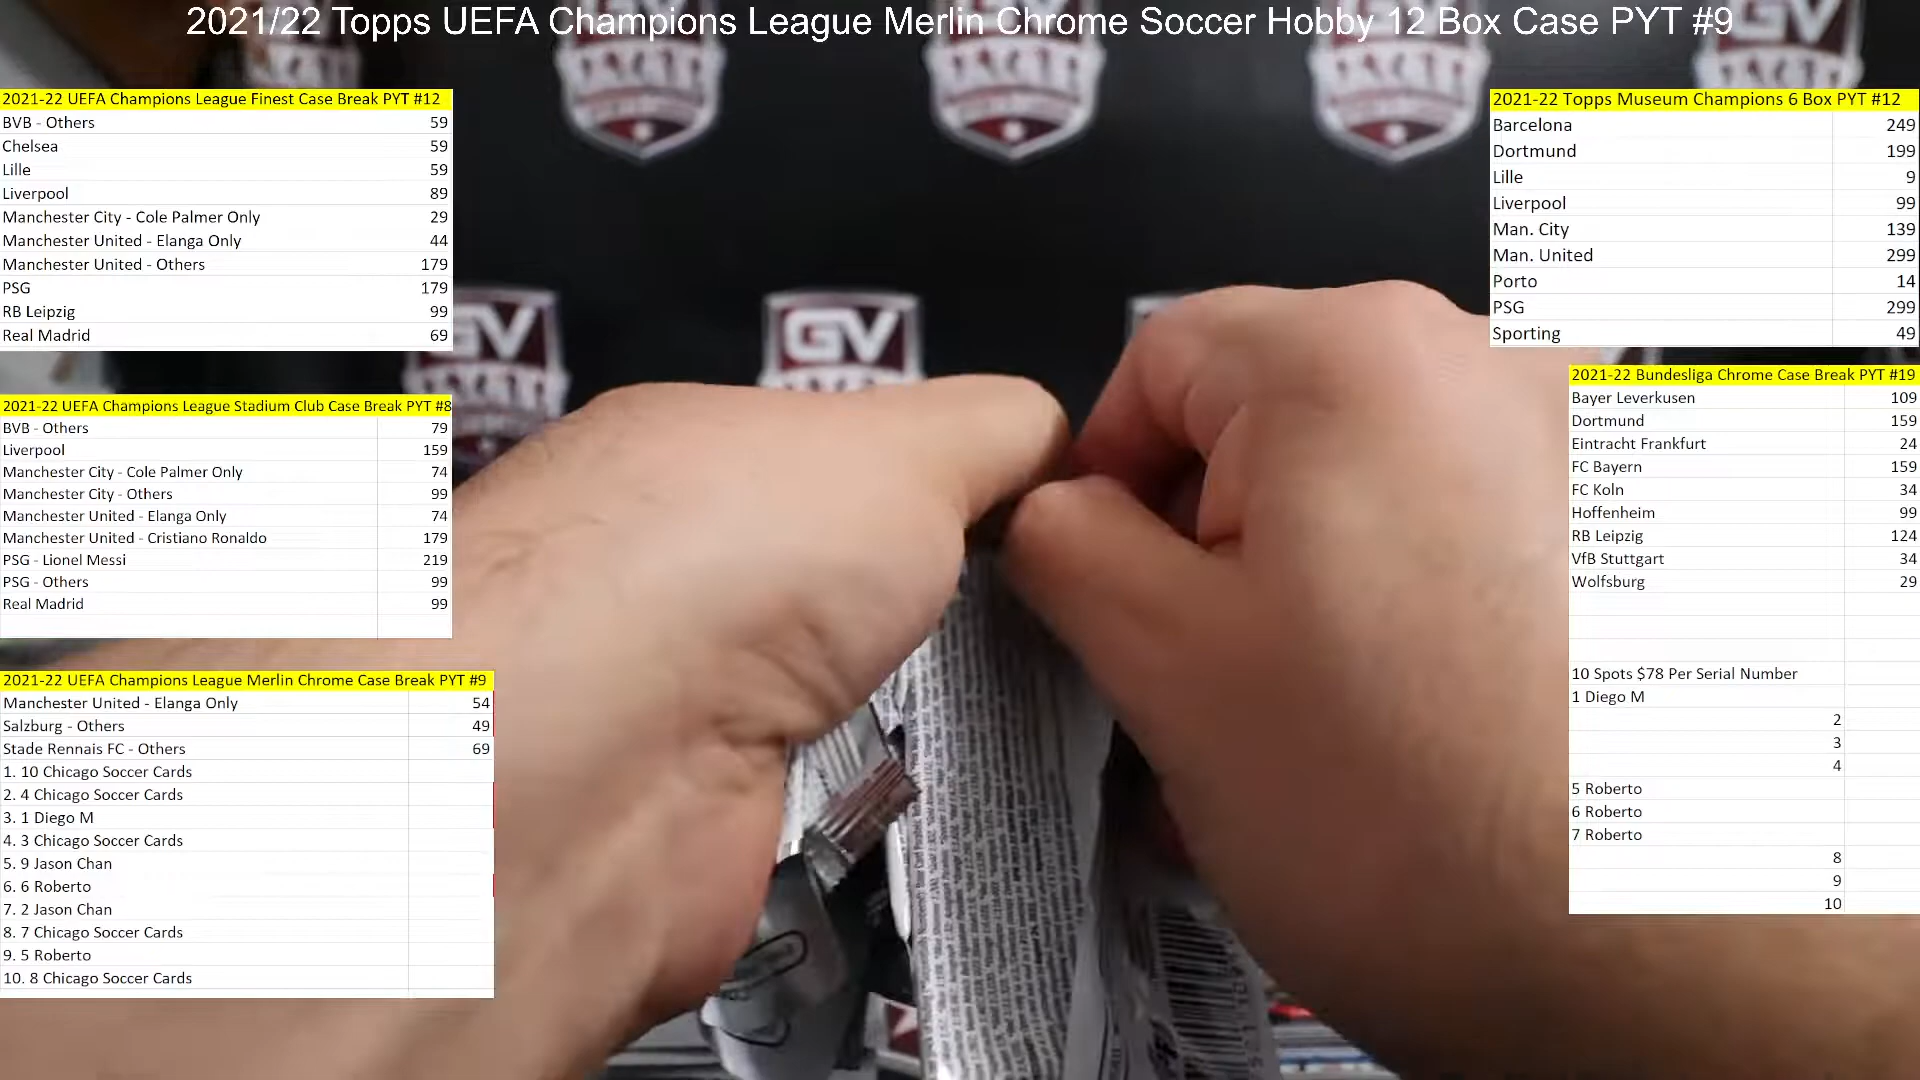 2021/22 Topps UEFA Champions League Merlin Chrome Soccer Hobby 12 Box Case PYT #9
2021-22 UEFA Champions League Finest Case Break PYT #12
BVB - Others 59
Chelsea 59
Lille 59
Liverpool 89
Manchester City - Cole Palmer Only 29
Manchester United - Elanga Only 44
Manchester United - Others 179
PSG 179
RB Leipzig 99
Real Madrid 69
2021-22 UEFA Champions League Stadium Club Case Break PYT #8
BVB - Others 79
Liverpool 159
Manchester City - Cole Palmer Only 74
Manchester City - Others 99
Manchester United - Elanga Only 74
Manchester United - Cristiano Ronaldo 179
PSG - Lionel Messi 219
PSG - Others 99
Real Madrid 99
2021-22 UEFA Champions League Merlin Chrome Case Break PYT #9
Manchester United - Elanga Only 54
Salzburg - Others 49
Stade Rennais FC - Others 69
1. 10 Chicago Soccer Cards
2. 4 Chicago Soccer Cards
3. 1 Diego M
4. 3 Chicago Soccer Cards
5. 9 Jason Chan
6. 6 Roberto
7. 2 Jason Chan
8. 7 Chicago Soccer Cards
9. 5 Roberto
10. 8 Chicago Soccer Cards
2021-22 Topps Museum Champions 6 Box PYT #12
Barcelona 249
Dortmund 199
Lille 9
Liverpool 99
Man. City 139
Man. United 299
Porto 14
PSG 299
Sporting 49
2021-22 Bundesliga Chrome Case Break PYT #19
Bayer Leverkusen 109
Dortmund 159
Eintracht Frankfurt 24
FC Bayern 159
FC Koln 34
Hoffenheim 99
RB Leipzig 124
VfB Stuttgart 34
Wolfsburg 29
10 Spots $78 Per Serial Number
1 Diego M
2
3
4
5 Roberto
6 Roberto
7 Roberto
8
9
10
GV
GV
GV